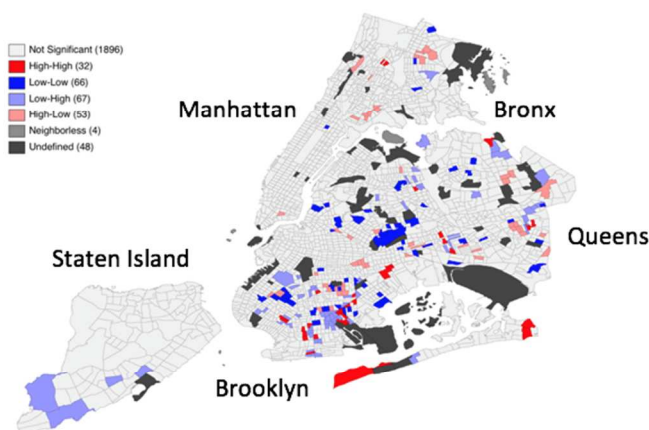 Not Significant (1896)
High-High (32)
Low-Low (66)
Low-High (67)
High-Low (53)
Neighborless (4)
Undefined (48)
Manhattan
Bronx
Queens
Staten Island
Brooklyn